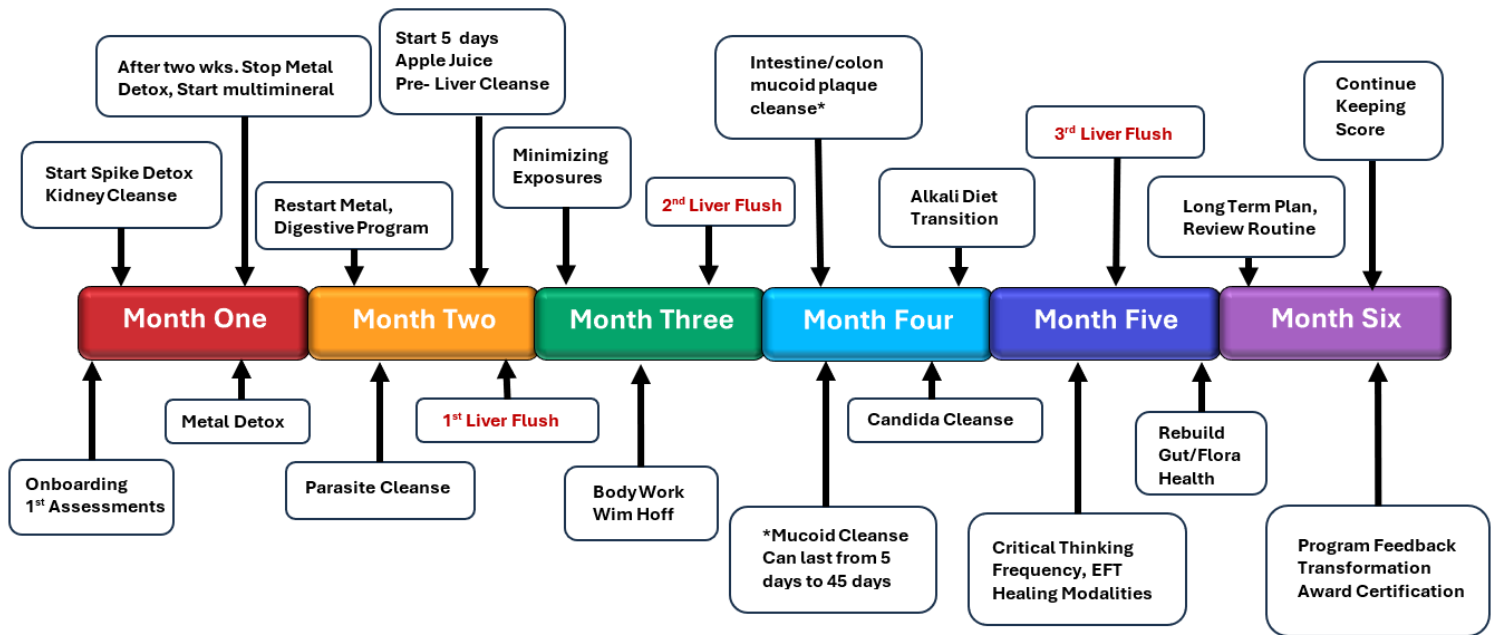 Start 5 days
Apple Juice
Pre- Liver Cleanse
After two wks. Stop Metal
Detox, Start multimineral
Intestine/colon
mucoid plaque
cleanse*
Continue
Keeping
Score
3rd Liver Flush
Minimizing
Exposures
Start Spike Detox
Kidney Cleanse
2nd Liver Flush
Alkali Diet
Transition
Restart Metal,
Digestive Program
Long Term Plan,
Review Routine
Month One
Month Two
Month Three
Month Four
Month Five
Month Six
Metal Detox
1st Liver Flush
Candida Cleanse
Rebuild
Gut/Flora
Health
Onboarding
1st Assessments
Parasite Cleanse
Body Work
Wim Hoff
*Mucoid Cleanse
Can last from 5
days to 45 days
Critical Thinking
Frequency, EFT
Healing Modalities
Program Feedback
Transformation
Award Certification